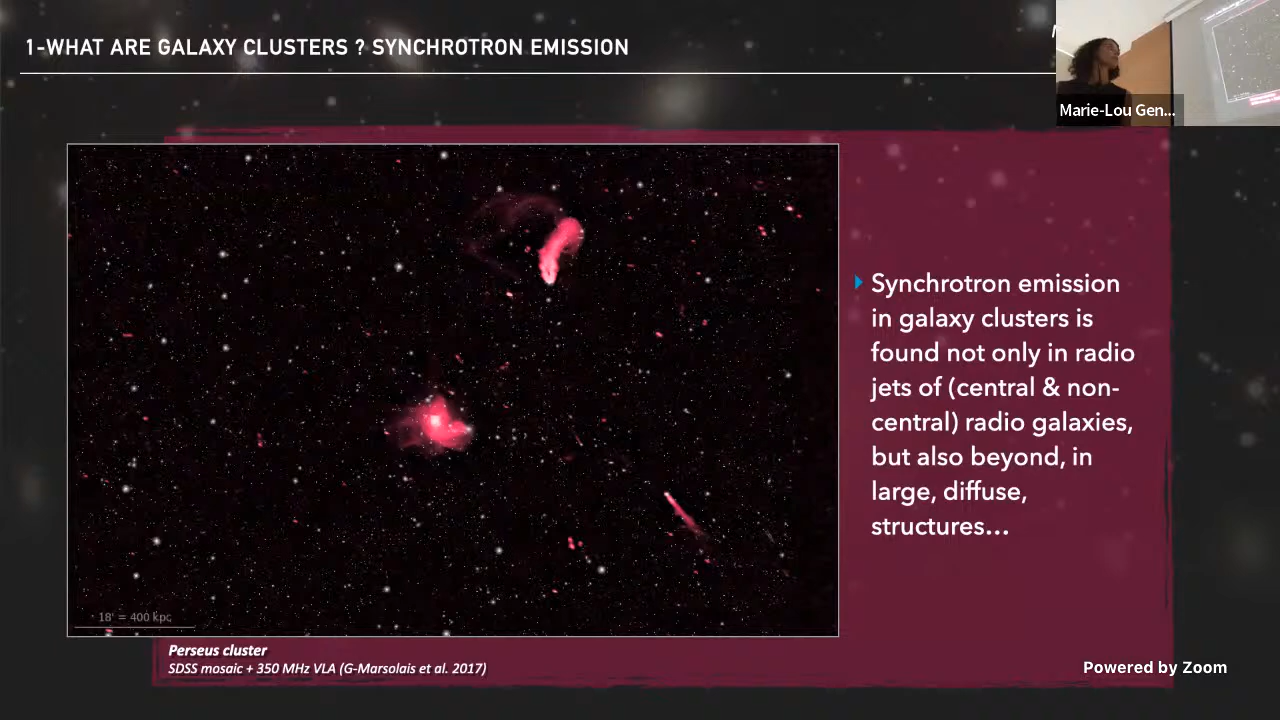 1-WHAT ARE GALAXY CLUSTERS ? SYNCHROTRON EMISSION
Marie-Lou Gen...
Synchrotron emission
in galaxy clusters is
found not only in radio
jets of (central & non-
central) radio galaxies,
but also beyond, in
large, diffuse,
structures...
18' = 400 kpc
Perseus cluster
SDSS mosaic + 350 MHz VLA (G-Marsolais et al. 2017)
Powered by Zoom